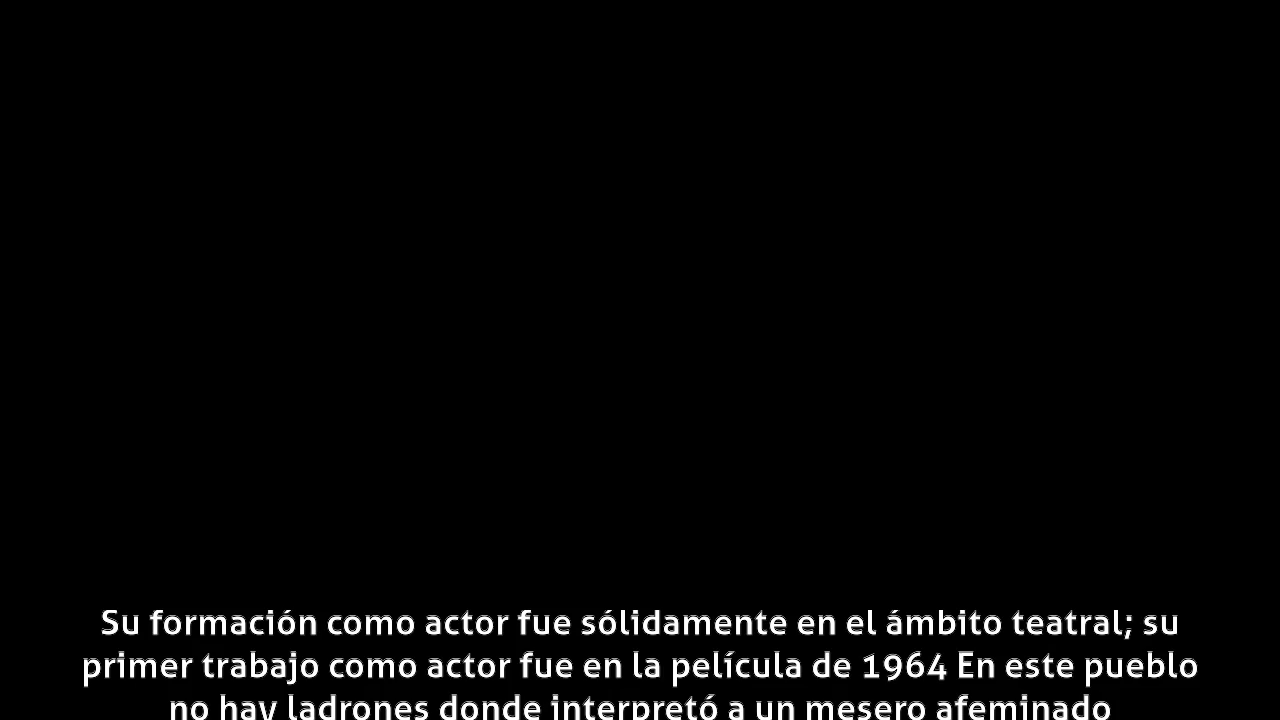 Su formación como actor fue sólidamente en el ámbito teatral; su
primer trabajo como actor fue en la película de 1964 En este pueblo
no hay ladrones donde interpretó a un mesero afeminado